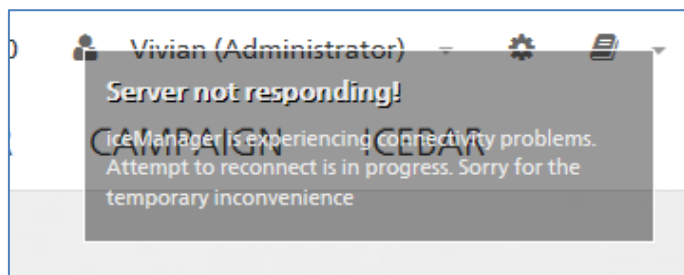 Vivian (Administrator)
Server not responding!
CAMPAIGN ICEBAR
iceManager is experiencing connectivity problems.
Attempt to reconnect is in progress. Sorry for the
temporary inconvenience